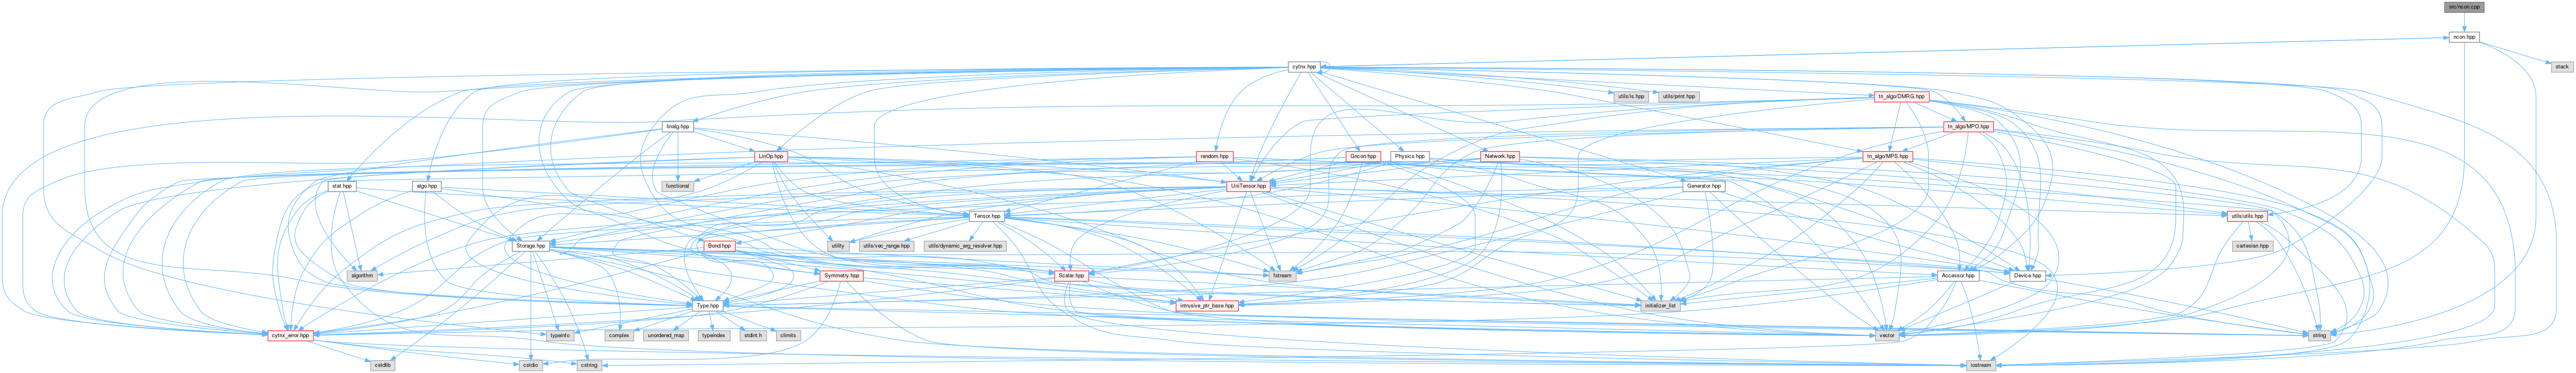 src/ncon.cpp
ncon.hpp
cytnx.hpp
stack
utils/is.hpp
utils/print.hpp
tn_algo/DMRG.hpp
linalg.hpp
tn_algo/MPO.hpp
LinOp.hpp
random.hpp
Gncon.hpp
Physics.hpp
Network.hpp
tn_algo/MPS.hpp
stat.hpp
algo.hpp
functional
UniTensor.hpp
Generator.hpp
Tensor.hpp
utils/utils.hpp
Storage.hpp
Bond.hpp
utility
utils/vec_range.hpp
utils/dynamic_arg_resolver.hpp
cartesian.hpp
algorithm
Symmetry.hpp
Scalar.hpp
fstream
Accessor.hpp
Device.hpp
Type.hpp
intrusive_ptr_base.hpp
initializer_list
cytnx_error.hpp
typeinfo
complex
unordered_map
typeindex
stdint.h
climits
vector
string
cstdlib
cstdio
cstring
iostream